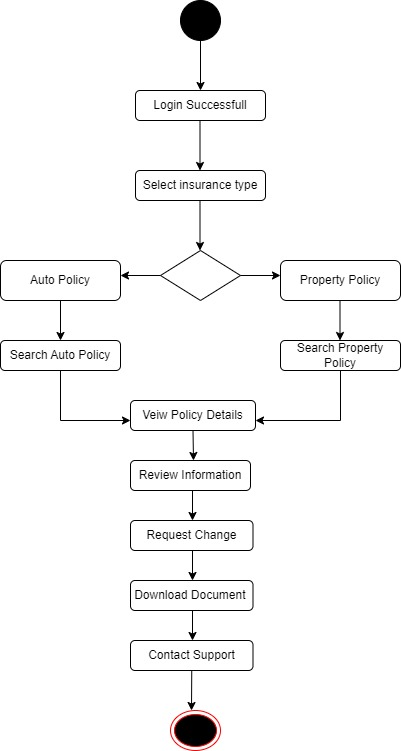 Login Successfull
Select insurance type
Auto Policy
Property Policy
Search Auto Policy
Search Property
Policy
Veiw Policy Details
Review Information
Request Change
Download Document
Contact Support